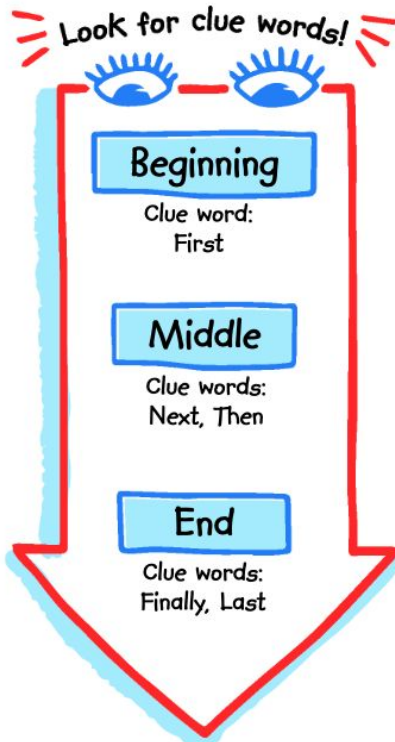 Look for clue words!
Beginning
Clue word:
First
Middle
Clue words:
Next, Then
End
Clue words:
Finally, Last